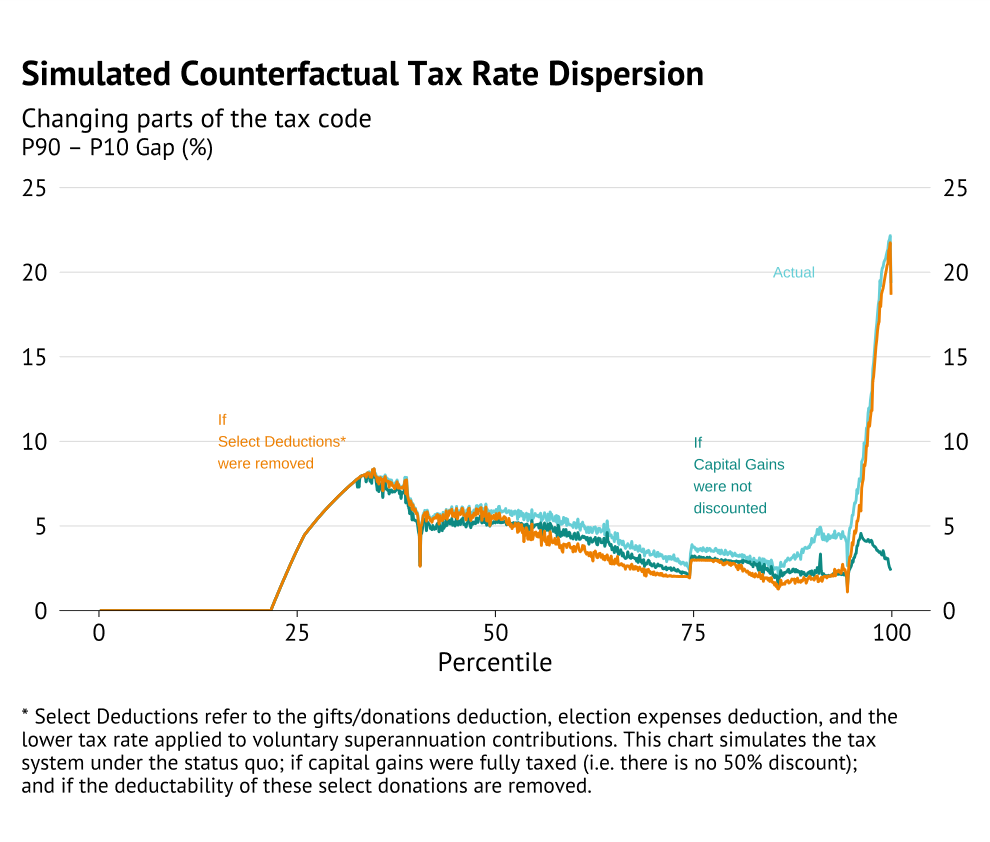 Simulated Counterfactual Tax Rate Dispersion
Changing parts of the tax code
P90 – P10 Gap (%)
25 25
20 20
Actual
15 15
If
Select Deductions*
were removed
10 10
If
Capital Gains
were not
discounted
5 5
0 0
0 25 50 75 100
Percentile
* Select Deductions refer to the gifts/donations deduction, election expenses deduction, and the
lower tax rate applied to voluntary superannuation contributions. This chart simulates the tax
system under the status quo; if capital gains were fully taxed (i.e. there is no 50% discount);
and if the deductability of these select donations are removed.